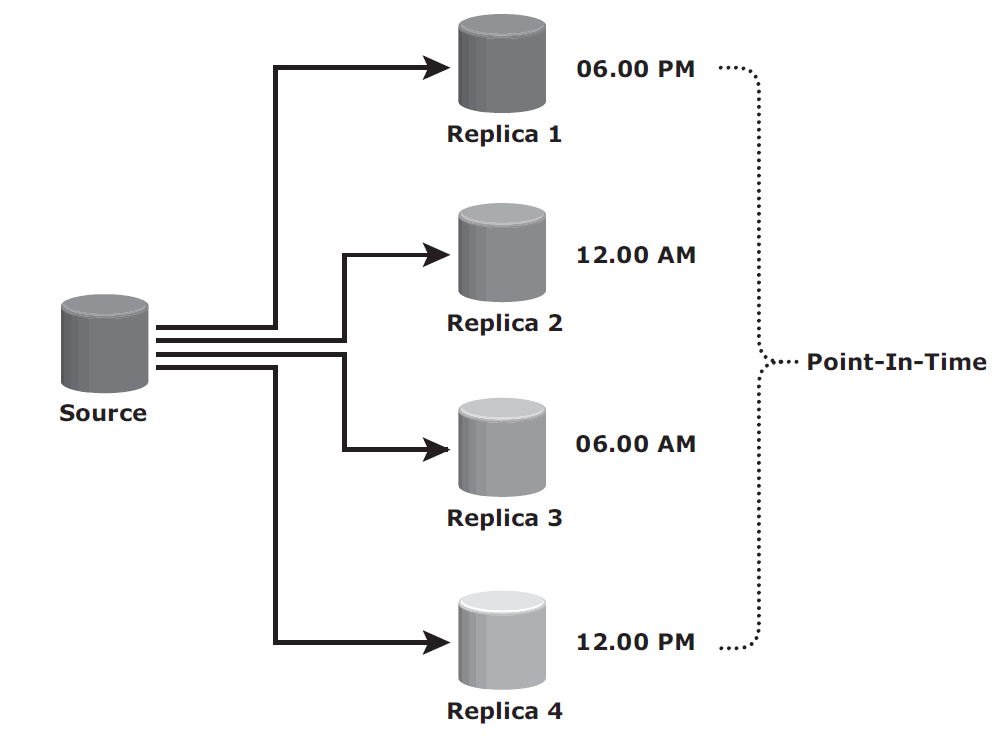 06.00 PM
Replica 1
12.00 AM
Replica 2
Point-In-Time
Source
06.00 AM
Replica 3
12.00 PM
Replica 4